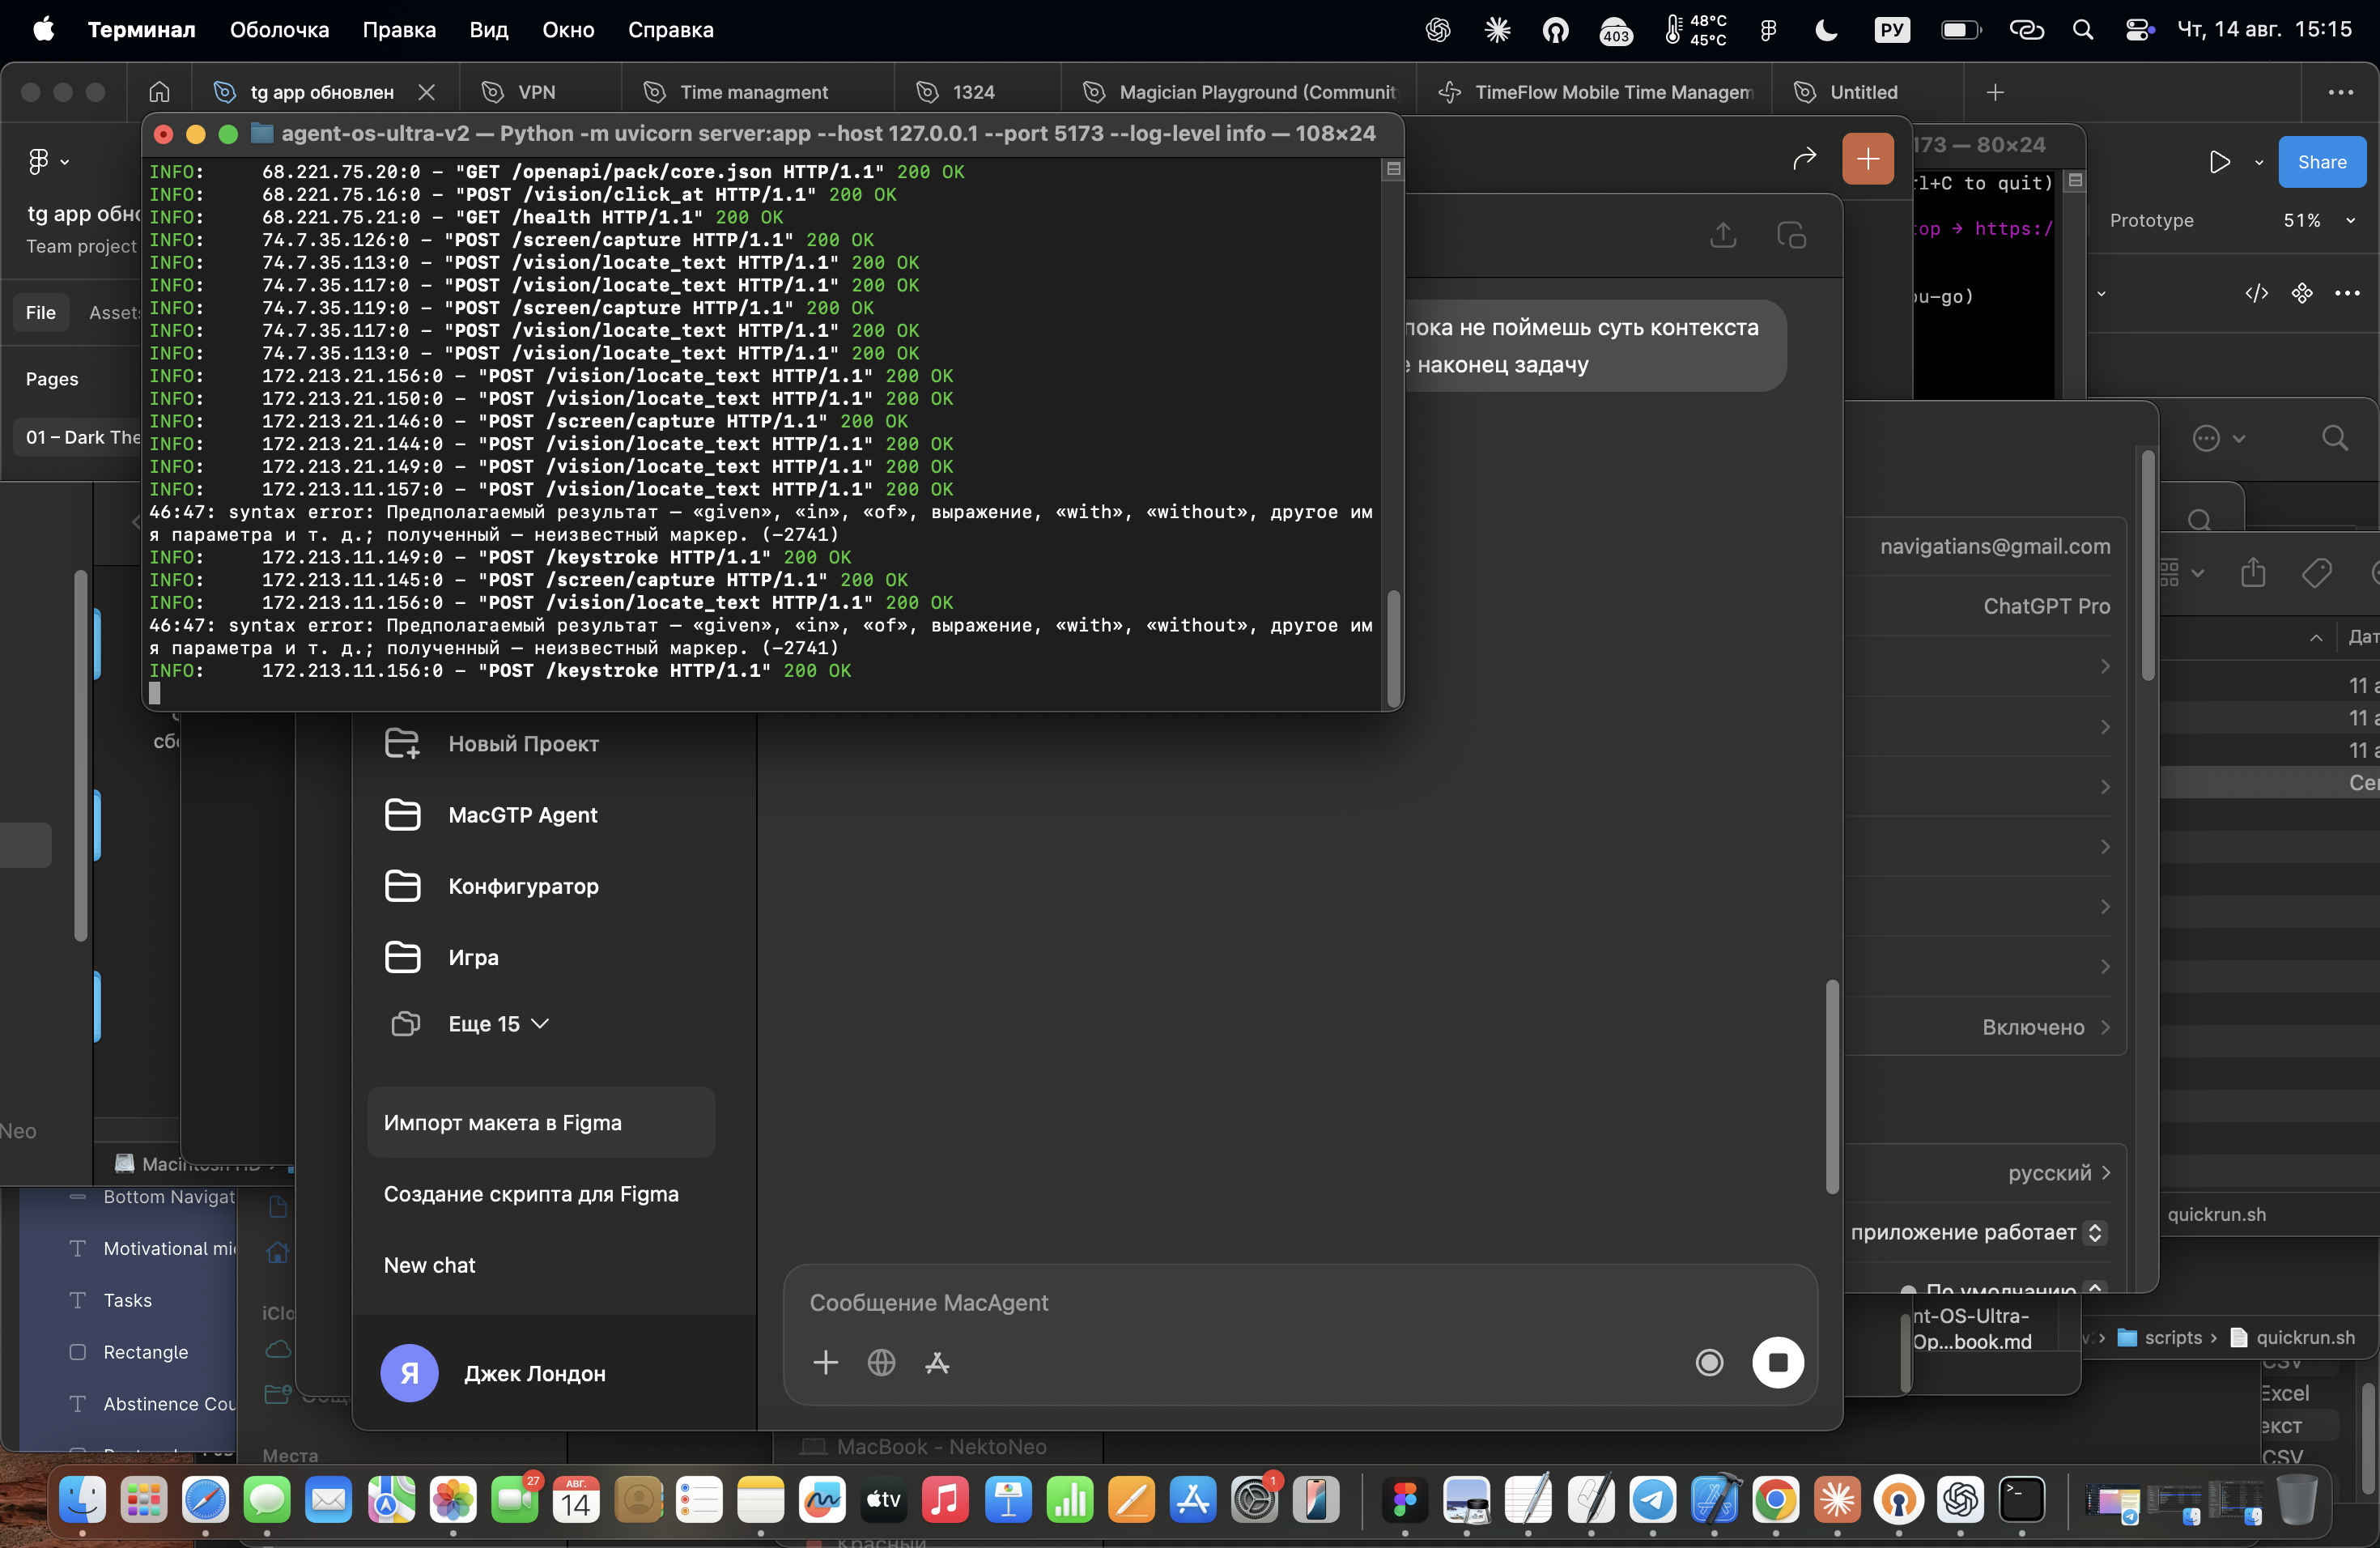 Терминал Оболочка Правка Вид Окно Справка
403
48°C
45°C
РУ
Чт, 14 авг. 15:15
tg app обновлен
VPN
Time managment
1324
Magician Playground (Communit
TimeFlow Mobile Time Managem
Untitled
agent-os-ultra-v2 — Python -m uvicorn server:app --host 127.0.0.1 --port 5173 --log-level info — 108×24
INFO: 68.221.75.20:0 – "GET /openapi/pack/core.json HTTP/1.1" 200 OK
INFO: 68.221.75.16:0 – "POST /vision/click_at HTTP/1.1" 200 OK
INFO: 68.221.75.21:0 – "GET /health HTTP/1.1" 200 OK
INFO: 74.7.35.126:0 – "POST /screen/capture HTTP/1.1" 200 OK
INFO: 74.7.35.113:0 – "POST /vision/locate_text HTTP/1.1" 200 OK
INFO: 74.7.35.117:0 – "POST /vision/locate_text HTTP/1.1" 200 OK
INFO: 74.7.35.119:0 – "POST /screen/capture HTTP/1.1" 200 OK
INFO: 74.7.35.117:0 – "POST /vision/locate_text HTTP/1.1" 200 OK
INFO: 74.7.35.113:0 – "POST /vision/locate_text HTTP/1.1" 200 OK
INFO: 172.213.21.156:0 – "POST /vision/locate_text HTTP/1.1" 200 OK
INFO: 172.213.21.150:0 – "POST /vision/locate_text HTTP/1.1" 200 OK
INFO: 172.213.21.146:0 – "POST /screen/capture HTTP/1.1" 200 OK
INFO: 172.213.21.144:0 – "POST /vision/locate_text HTTP/1.1" 200 OK
INFO: 172.213.21.149:0 – "POST /vision/locate_text HTTP/1.1" 200 OK
INFO: 172.213.11.157:0 – "POST /vision/locate_text HTTP/1.1" 200 OK
46:47: syntax error: Предполагаемый результат — «given», «in», «of», выражение, «with», «without», другое им
я параметра и т. д.; полученный — неизвестный маркер. (–2741)
INFO: 172.213.11.149:0 – "POST /keystroke HTTP/1.1" 200 OK
INFO: 172.213.11.145:0 – "POST /screen/capture HTTP/1.1" 200 OK
INFO: 172.213.11.156:0 – "POST /vision/locate_text HTTP/1.1" 200 OK
46:47: syntax error: Предполагаемый результат — «given», «in», «of», выражение, «with», «without», другое им
я параметра и т. д.; полученный — неизвестный маркер. (–2741)
INFO: 172.213.11.156:0 – "POST /keystroke HTTP/1.1" 200 OK
173 — 80×24
rl+C to quit)
top → https:/
ou–go)
Share
Prototype
51%
tg app обно
Team project
File
Assets
Pages
01 – Dark The
пока не поймешь суть контекста
е наконец задачу
navigatians@gmail.com
ChatGPT Pro
Включено
русский
приложение работает
По умолчанию
Дат
11 а
11 а
11 а
Сег
сбо
Новый Проект
MacGTP Agent
Конфигуратор
Игра
Еще 15
Импорт макета в Figma
Создание скрипта для Figma
New chat
Я
Джек Лондон
Сообщение MacAgent
Neo
Macintosh HD
Bottom Navigat
Motivational mi
Tasks
Rectangle
Abstinence Cou
iClo
Места
MacBook - NektoNeo
Красный
quickrun.sh
nt-OS-Ultra-
Op...book.md
scripts
quickrun.sh
CSV
Excel
екст
CSV
27
АВГ.
14
tv
1